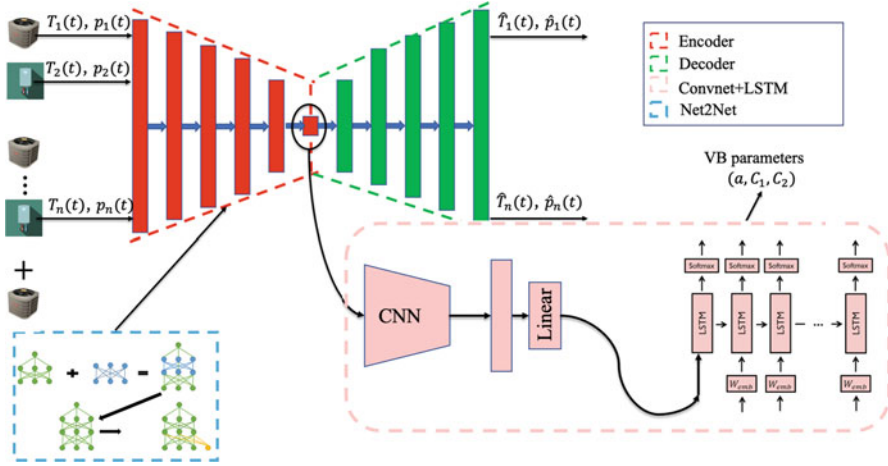 T₁(t), p₁(t)
T₂(t), p₂(t)
Tₙ(t), pₙ(t)
T̂₁(t), p̂₁(t)
T̂ₙ(t), p̂ₙ(t)
Encoder
Decoder
Convnet+LSTM
Net2Net
VB parameters
(a, C₁, C₂)
CNN
Linear
Softmax
Softmax
Softmax
Softmax
LSTM
LSTM
LSTM
...
LSTM
W_emb
W_emb
W_emb